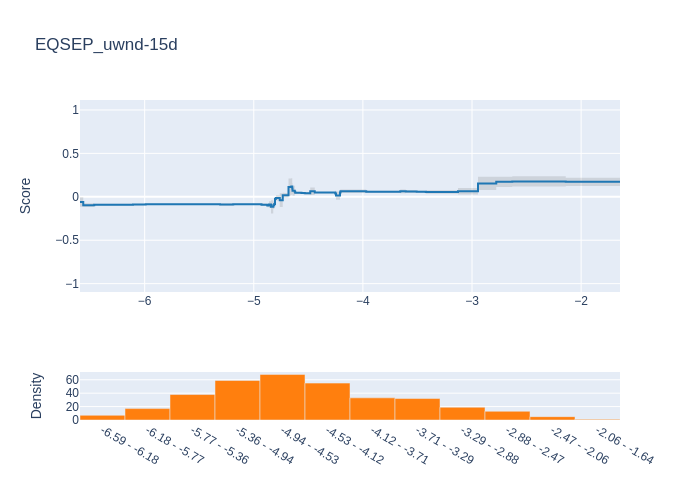 EQSEP_uwnd-15d
Score
1
0.5
0
−0.5
−1
−6
−5
−4
−3
−2
Density
60
40
20
0
-6.59 - -6.18
-6.18 - -5.77
-5.77 - -5.36
-5.36 - -4.94
-4.94 - -4.53
-4.53 - -4.12
-4.12 - -3.71
-3.71 - -3.29
-3.29 - -2.88
-2.88 - -2.47
-2.47 - -2.06
-2.06 - -1.64